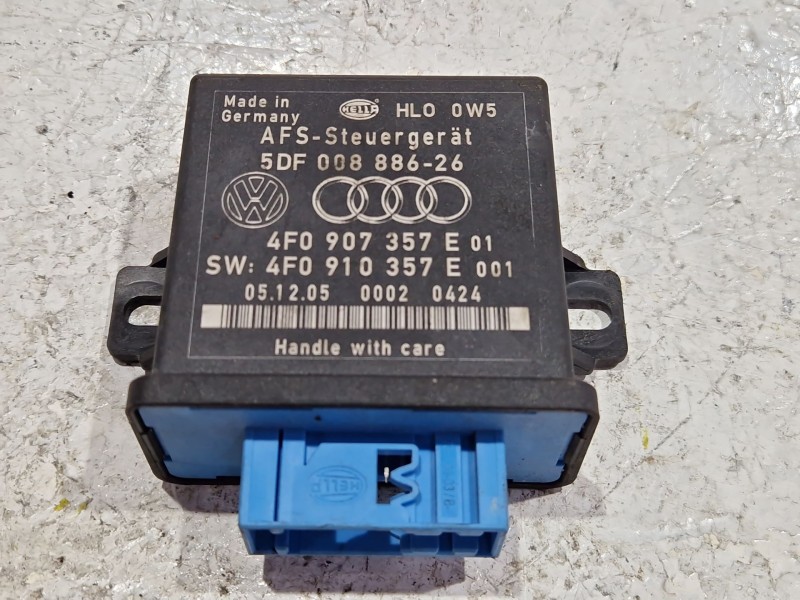 Made in Germany
HELLA
HLO 0W5
AFS-Steuergerät
5DF 008 886-26
VW
4F0 907 357 E 01
SW: 4F0 910 357 E 001
05.12.05 0002 0424
Handle with care
HELLA